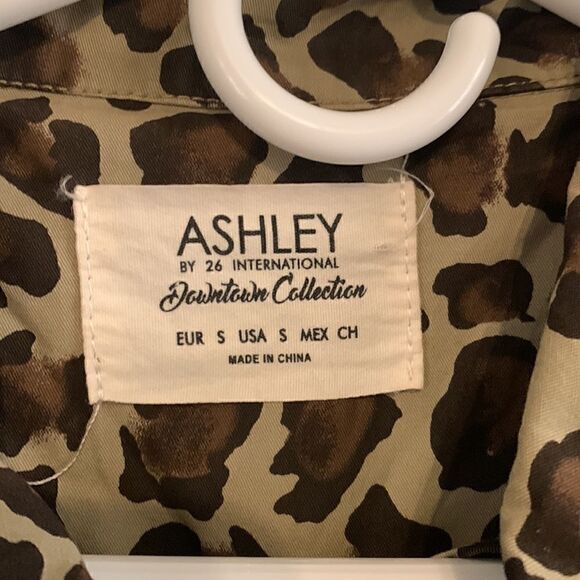 ASHLEY
BY 26 INTERNATIONAL
Downtown Collection
EUR S USA S MEX CH
MADE IN CHINA